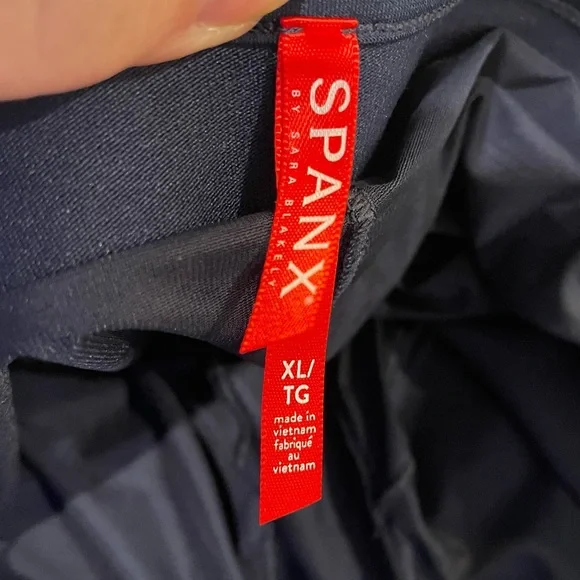 SPANX®
BY SARA BLAKELY
XL/
TG
made in
vietnam
fabriqué
au
vietnam